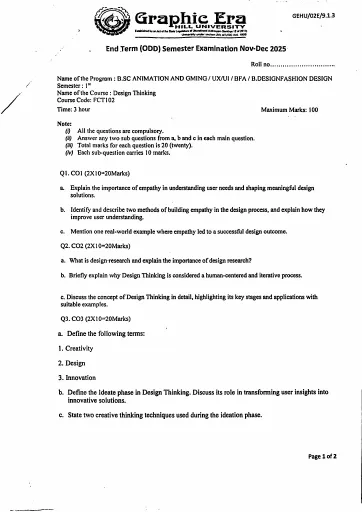 GEHU/02E/9.1.3
Graphic Era
HILL UNIVERSITY
End Term (ODD) Semester Examination Nov-Dec 2025
Roll no..............................
Name of the Program : B.SC ANIMATION AND GMING / UX/UI / BFA / B.DESIGNFASHION DESIGN
Semester : 1st
Name of the Course : Design Thinking
Course Code: FCT102
Time: 3 hour Maximum Marks: 100
Note:
(i) All the questions are compulsory.
(ii) Answer any two sub questions from a, b and c in each main question.
(iii) Total marks for each question is 20 (twenty).
(iv) Each sub-question carries 10 marks.
Q1. CO1 (2X10=20Marks)
a. Explain the importance of empathy in understanding user needs and shaping meaningful design
solutions.
b. Identify and describe two methods of building empathy in the design process, and explain how they
improve user understanding.
c. Mention one real-world example where empathy led to a successful design outcome.
Q2. CO2 (2X10=20Marks)
a. What is design-research and explain the importance of design research?
b. Briefly explain why Design Thinking is considered a human-centered and iterative process.
c. Discuss the concept of Design Thinking in detail, highlighting its key stages and applications with
suitable examples.
Q3. CO3 (2X10=20Marks)
a. Define the following terms:
1. Creativity
2. Design
3. Innovation
b. Define the Ideate phase in Design Thinking. Discuss its role in transforming user insights into
innovative solutions.
c. State two creative thinking techniques used during the ideation phase.
Page 1 of 2